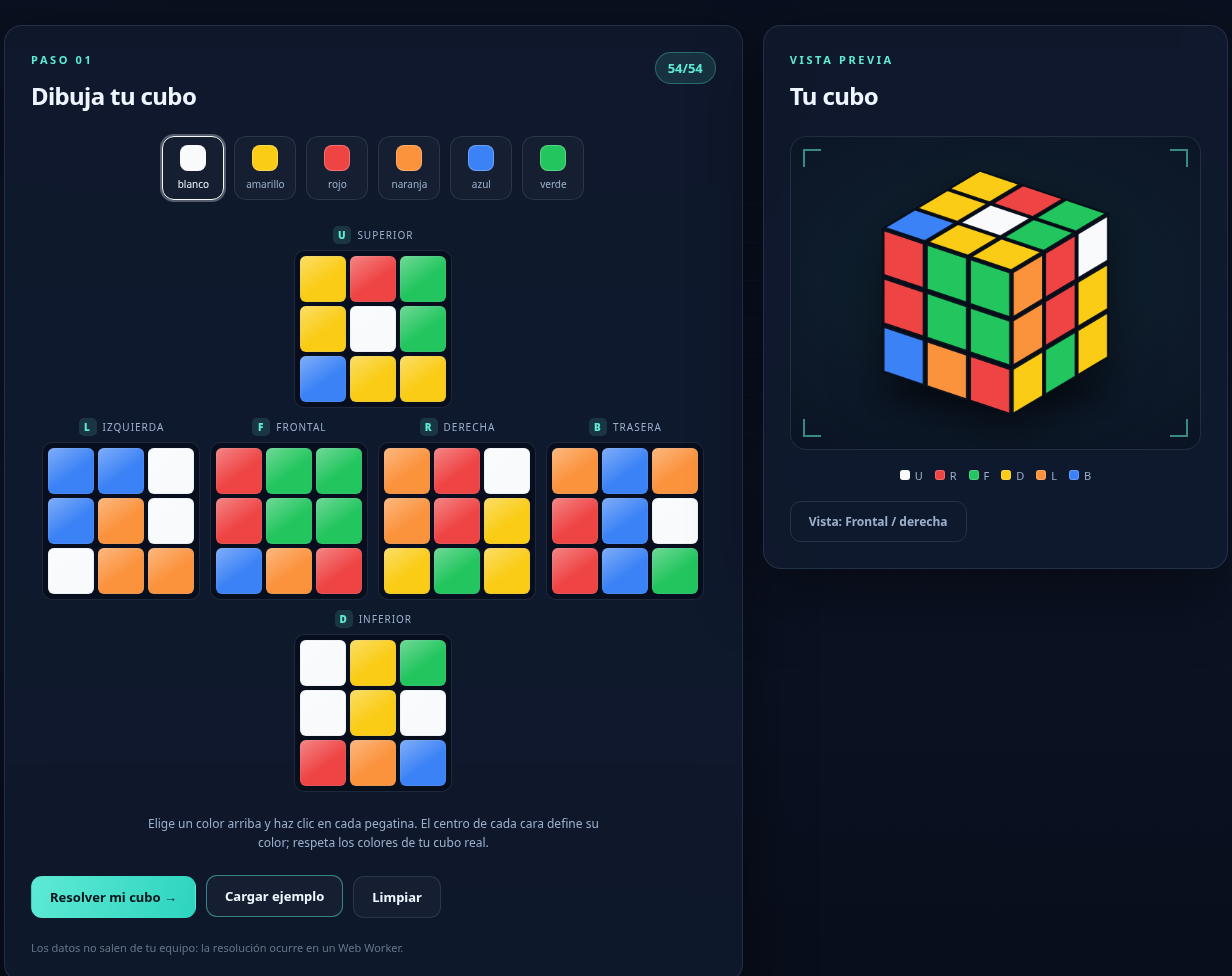 PASO 01
54/54
Dibuja tu cubo
blanco
amarillo
rojo
naranja
azul
verde
U SUPERIOR
L IZQUIERDA
F FRONTAL
R DERECHA
B TRASERA
D INFERIOR
Elige un color arriba y haz clic en cada pegatina. El centro de cada cara define su
color; respeta los colores de tu cubo real.
Resolver mi cubo →
Cargar ejemplo
Limpiar
Los datos no salen de tu equipo: la resolución ocurre en un Web Worker.
VISTA PREVIA
Tu cubo
U R F D L B
Vista: Frontal / derecha